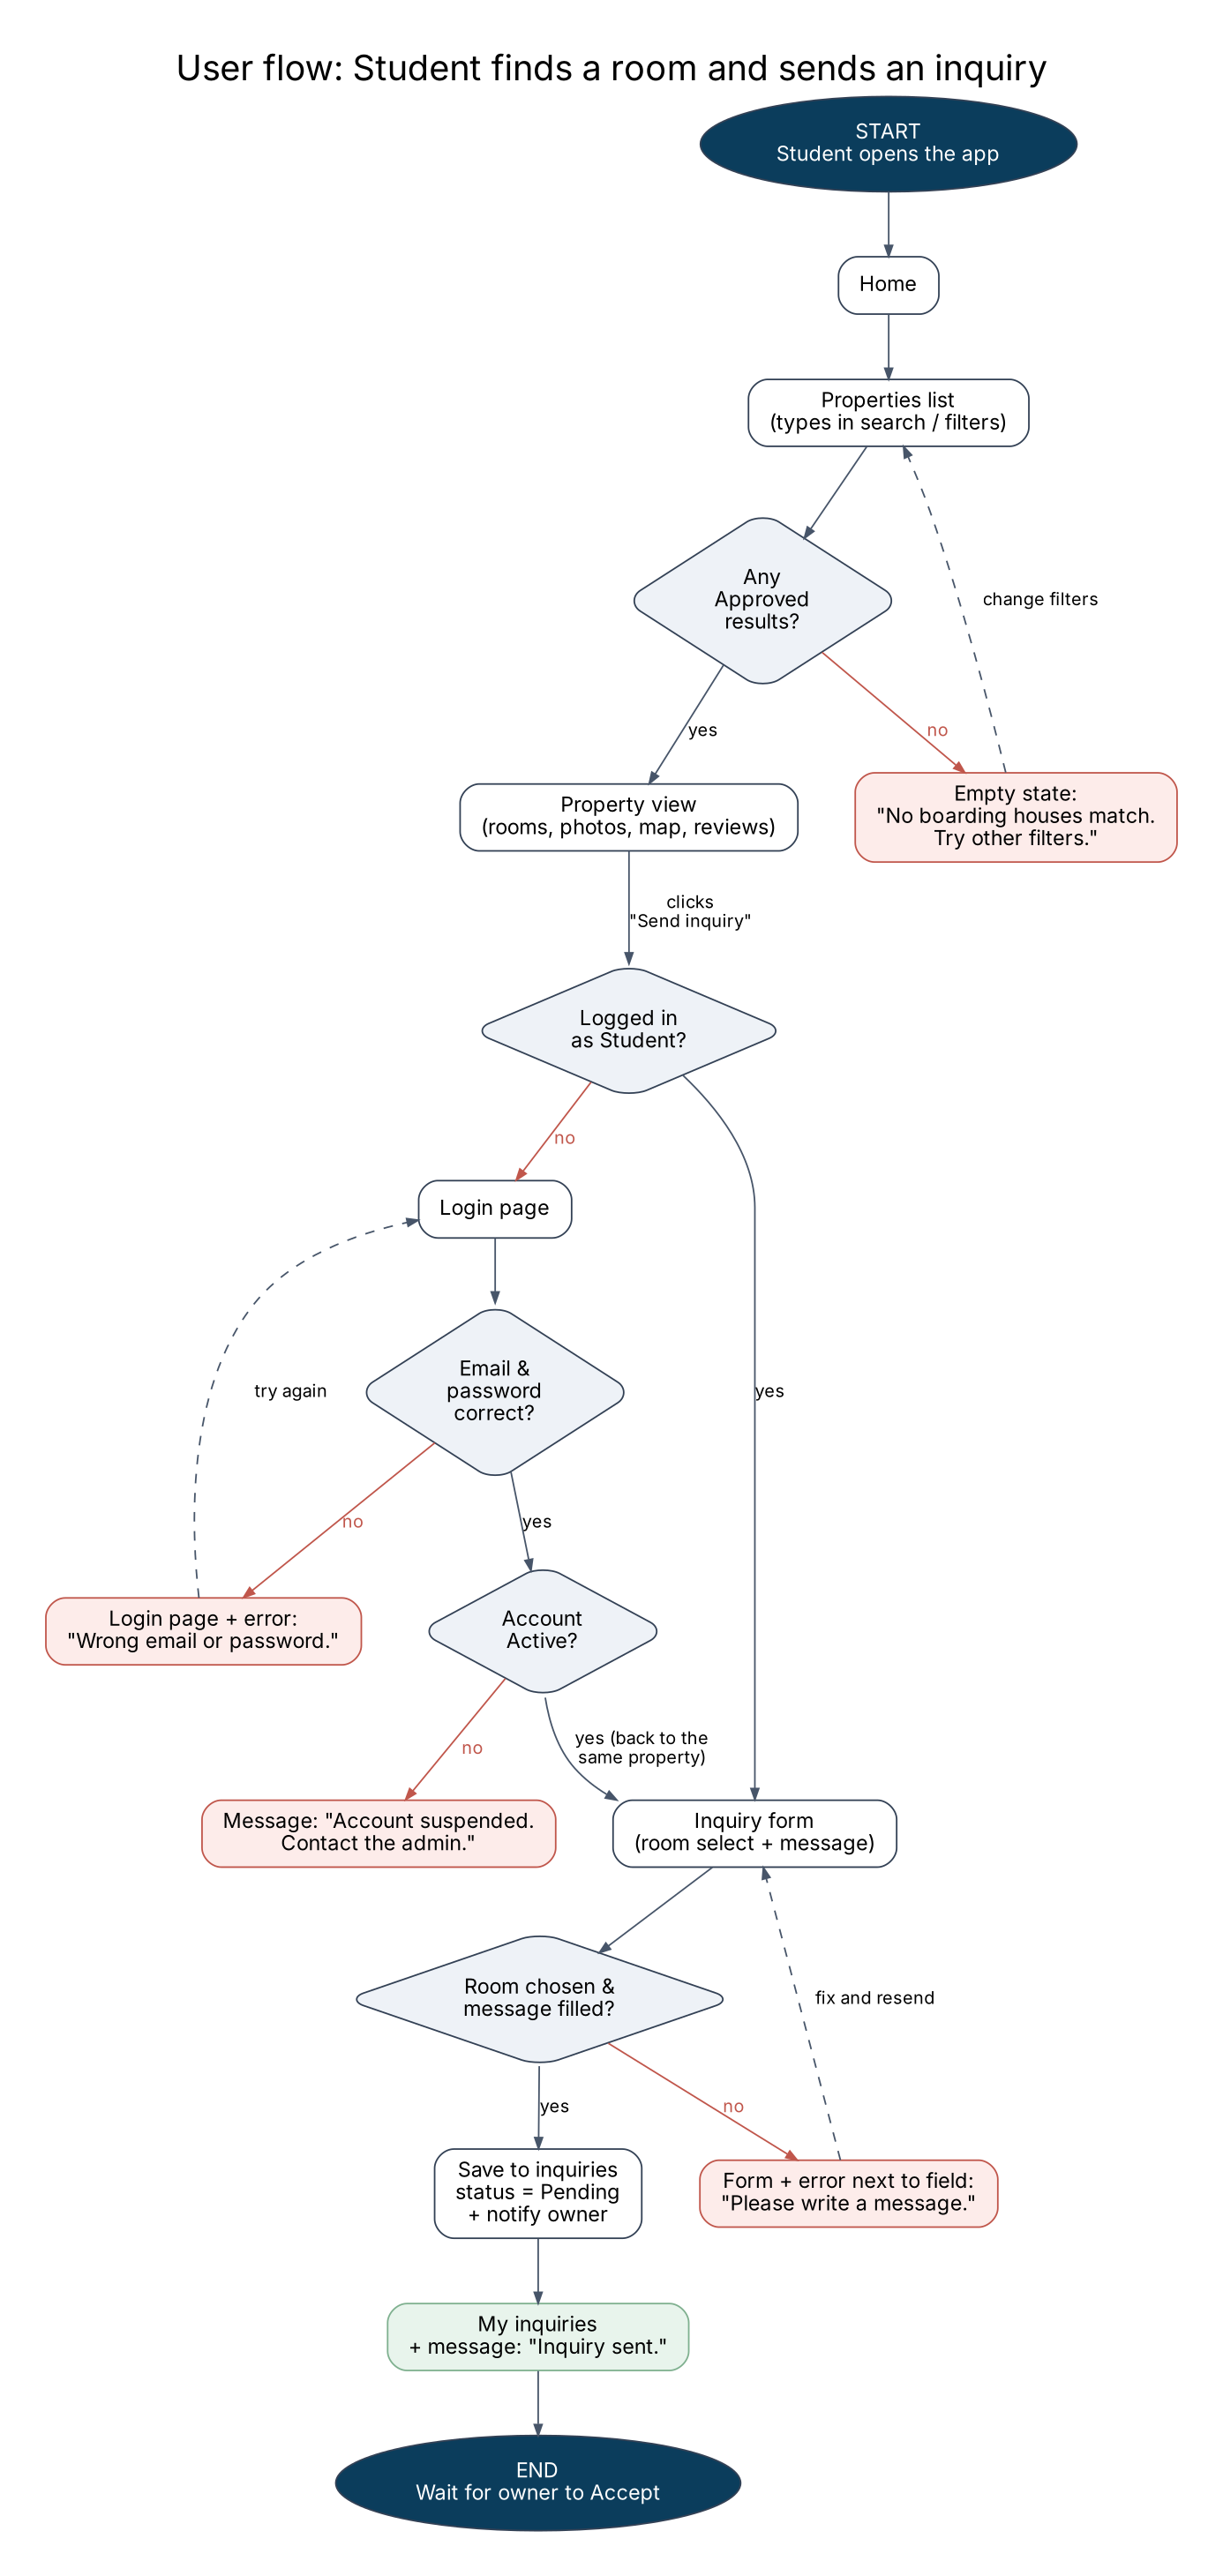 User flow: Student finds a room and sends an inquiry
START
Student opens the app
Home
Properties list
(types in search / filters)
Any
Approved
results?
change filters
yes
no
Property view
(rooms, photos, map, reviews)
Empty state:
"No boarding houses match.
Try other filters."
clicks
"Send inquiry"
Logged in
as Student?
no
Login page
Email &
password
correct?
try again
yes
no
yes
Account
Active?
Login page + error:
"Wrong email or password."
yes (back to the
same property)
no
Message: "Account suspended.
Contact the admin."
Inquiry form
(room select + message)
Room chosen &
message filled?
fix and resend
yes
no
Save to inquiries
status = Pending
+ notify owner
Form + error next to field:
"Please write a message."
My inquiries
+ message: "Inquiry sent."
END
Wait for owner to Accept